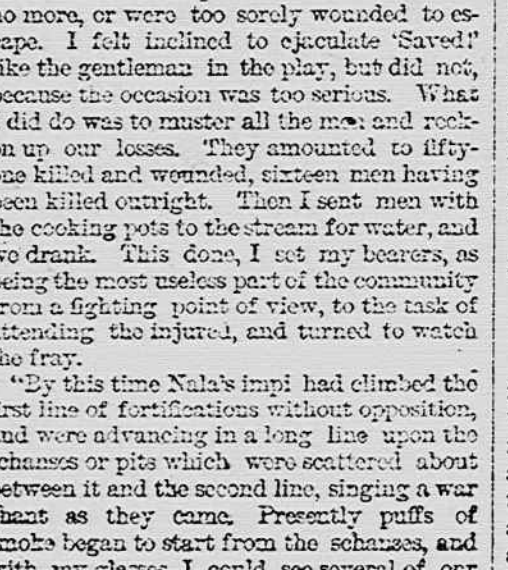 no more, or were too sorely wounded to es-
cape. I felt inclined to ejaculate 'Saved!'
like the gentleman in the play, but did not,
because the occasion was too serious. What
I did do was to muster all the men and reck-
on up our losses. They amounted to fifty-
one killed and wounded, sixteen men having
been killed outright. Then I sent men with
the cooking pots to the stream for water, and
we drank. This done, I set my bearers, as
being the most useless part of the community
from a fighting point of view, to the task of
attending the injured, and turned to watch
the fray.
"By this time Nala's impi had climbed the
first line of fortifications without opposition,
and were advancing in a long line upon the
schanses or pits which were scattered about
between it and the second line, singing a war
chant as they came. Presently puffs of
smoke began to start from the schanses, and
with my glasses I could see several of our